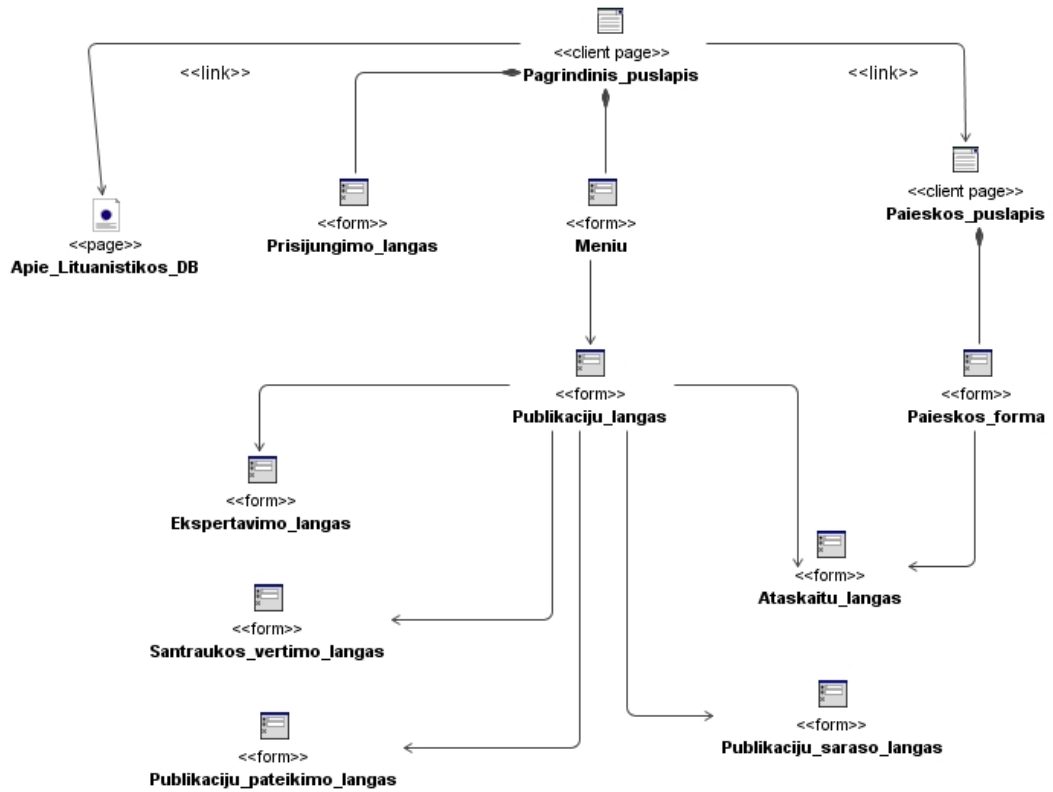 <<client page>>
Pagrindinis_puslapis
<<link>>
<<link>>
<<client page>>
Paieskos_puslapis
<<page>>
Apie_Lituanistikos_DB
<<form>>
Prisijungimo_langas
<<form>>
Meniu
<<form>>
Publikaciju_langas
<<form>>
Paieskos_forma
<<form>>
Ekspertavimo_langas
<<form>>
Ataskaitu_langas
<<form>>
Santraukos_vertimo_langas
<<form>>
Publikaciju_saraso_langas
<<form>>
Publikaciju_pateikimo_langas